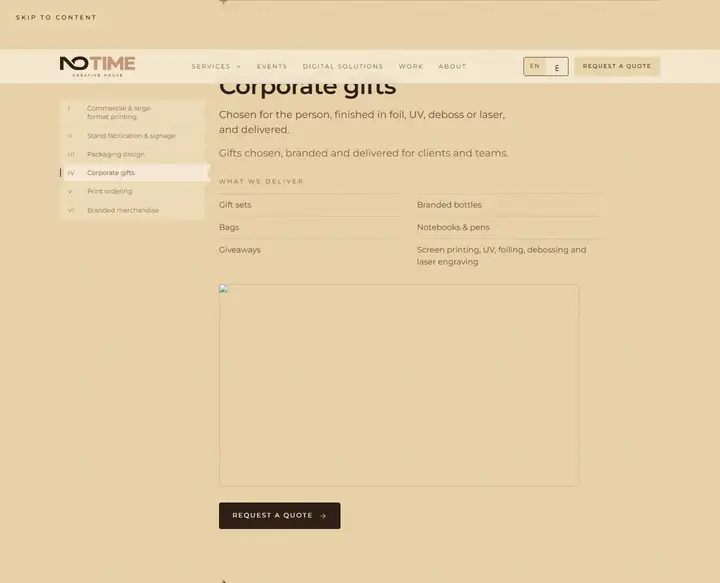 SKIP TO CONTENT
NOTIME
CREATIVE HOUSE
SERVICES
EVENTS
DIGITAL SOLUTIONS
WORK
ABOUT
EN
ع
REQUEST A QUOTE
I Commercial & large-
format printing
II Stand fabrication & signage
III Packaging design
IV Corporate gifts
V Print ordering
VI Branded merchandise
Corporate gifts
Chosen for the person, finished in foil, UV, deboss or laser,
and delivered.
Gifts chosen, branded and delivered for clients and teams.
WHAT WE DELIVER
Gift sets
Branded bottles
Bags
Notebooks & pens
Giveaways
Screen printing, UV, foiling, debossing and
laser engraving
REQUEST A QUOTE →